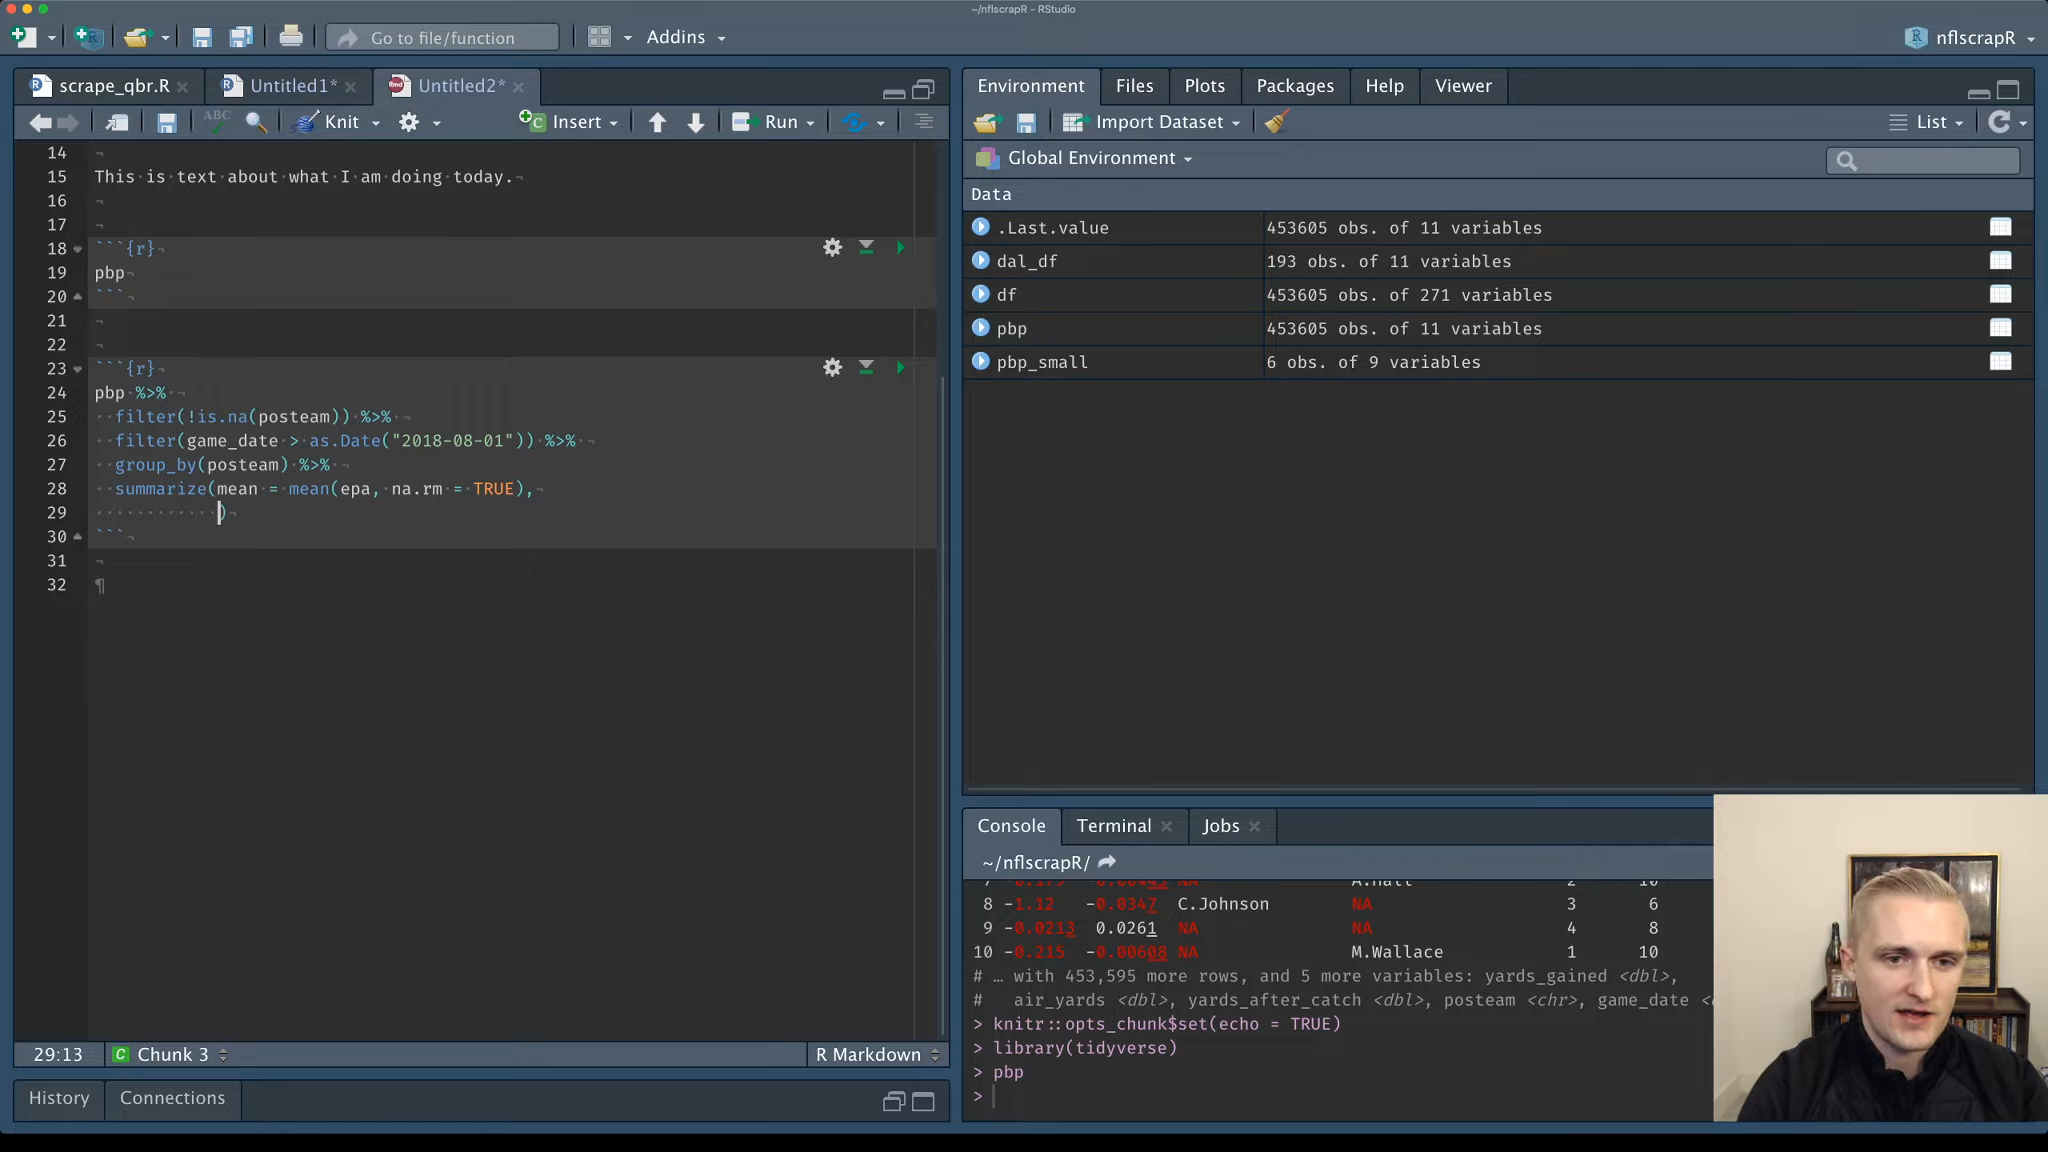 ~/nflscrapR - RStudio
Go to file/function
Addins
nflscrapR
scrape_qbr.R
Untitled1*
Untitled2*
ABC
Knit
Insert
Run
14
15 This is text about what I am doing today.
16
17
18 ```{r}
19 pbp
20 ```
21
22
23 ```{r}
24 pbp %>%
25 filter(!is.na(posteam)) %>%
26 filter(game_date > as.Date("2018-08-01")) %>%
27 group_by(posteam) %>%
28 summarize(mean = mean(epa, na.rm = TRUE),
29 )
30 ```
31
32
29:13 Chunk 3 R Markdown
History Connections
Environment Files Plots Packages Help Viewer
Import Dataset List
Global Environment
Data
.Last.value 453605 obs. of 11 variables
dal_df 193 obs. of 11 variables
df 453605 obs. of 271 variables
pbp 453605 obs. of 11 variables
pbp_small 6 obs. of 9 variables
Console Terminal Jobs
~/nflscrapR/
8 -1.12 -0.0347 C.Johnson NA 3 6
9 -0.0213 0.0261 NA NA 4 8
10 -0.215 -0.00608 NA M.Wallace 1 10
# … with 453,595 more rows, and 5 more variables: yards_gained <dbl>,
# air_yards <dbl>, yards_after_catch <dbl>, posteam <chr>, game_date <
> knitr::opts_chunk$set(echo = TRUE)
> library(tidyverse)
> pbp
>